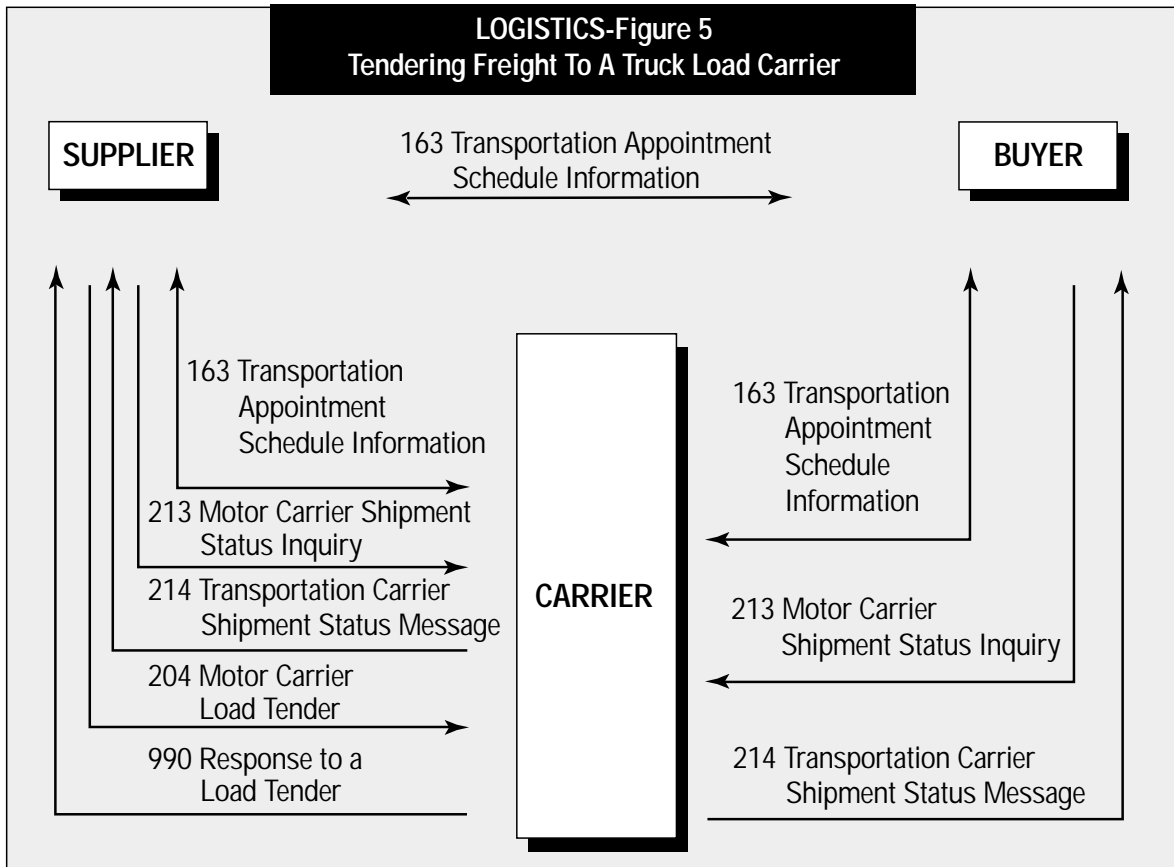 LOGISTICS-Figure 5
Tendering Freight To A Truck Load Carrier
SUPPLIER
163 Transportation Appointment
Schedule Information
BUYER
163 Transportation
Appointment
Schedule Information
213 Motor Carrier Shipment
Status Inquiry
214 Transportation Carrier
Shipment Status Message
204 Motor Carrier
Load Tender
990 Response to a
Load Tender
CARRIER
163 Transportation
Appointment
Schedule
Information
213 Motor Carrier
Shipment Status Inquiry
214 Transportation Carrier
Shipment Status Message